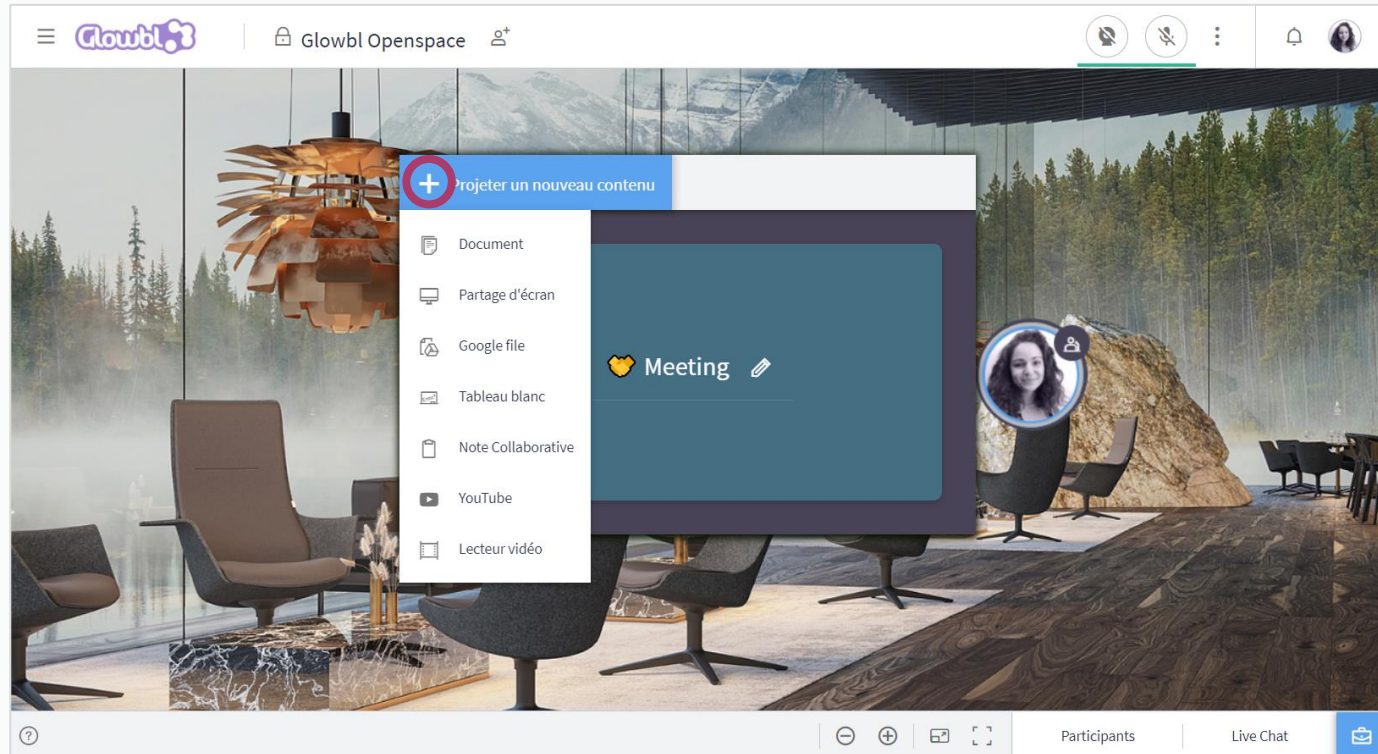 Glowbl
Glowbl Openspace
Projeter un nouveau contenu
Document
Partage d'écran
Google file
Tableau blanc
Note Collaborative
YouTube
Lecteur vidéo
Meeting
Participants
Live Chat